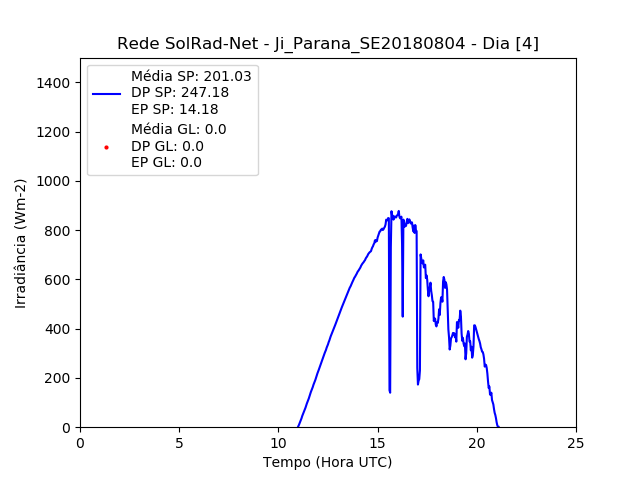 Rede SolRad-Net - Ji_Parana_SE20180804 - Dia [4]
Média SP: 201.03
DP SP: 247.18
EP SP: 14.18
Média GL: 0.0
DP GL: 0.0
EP GL: 0.0
Irradiância (Wm-2)
1400
1200
1000
800
600
400
200
0
0 5 10 15 20 25
Tempo (Hora UTC)